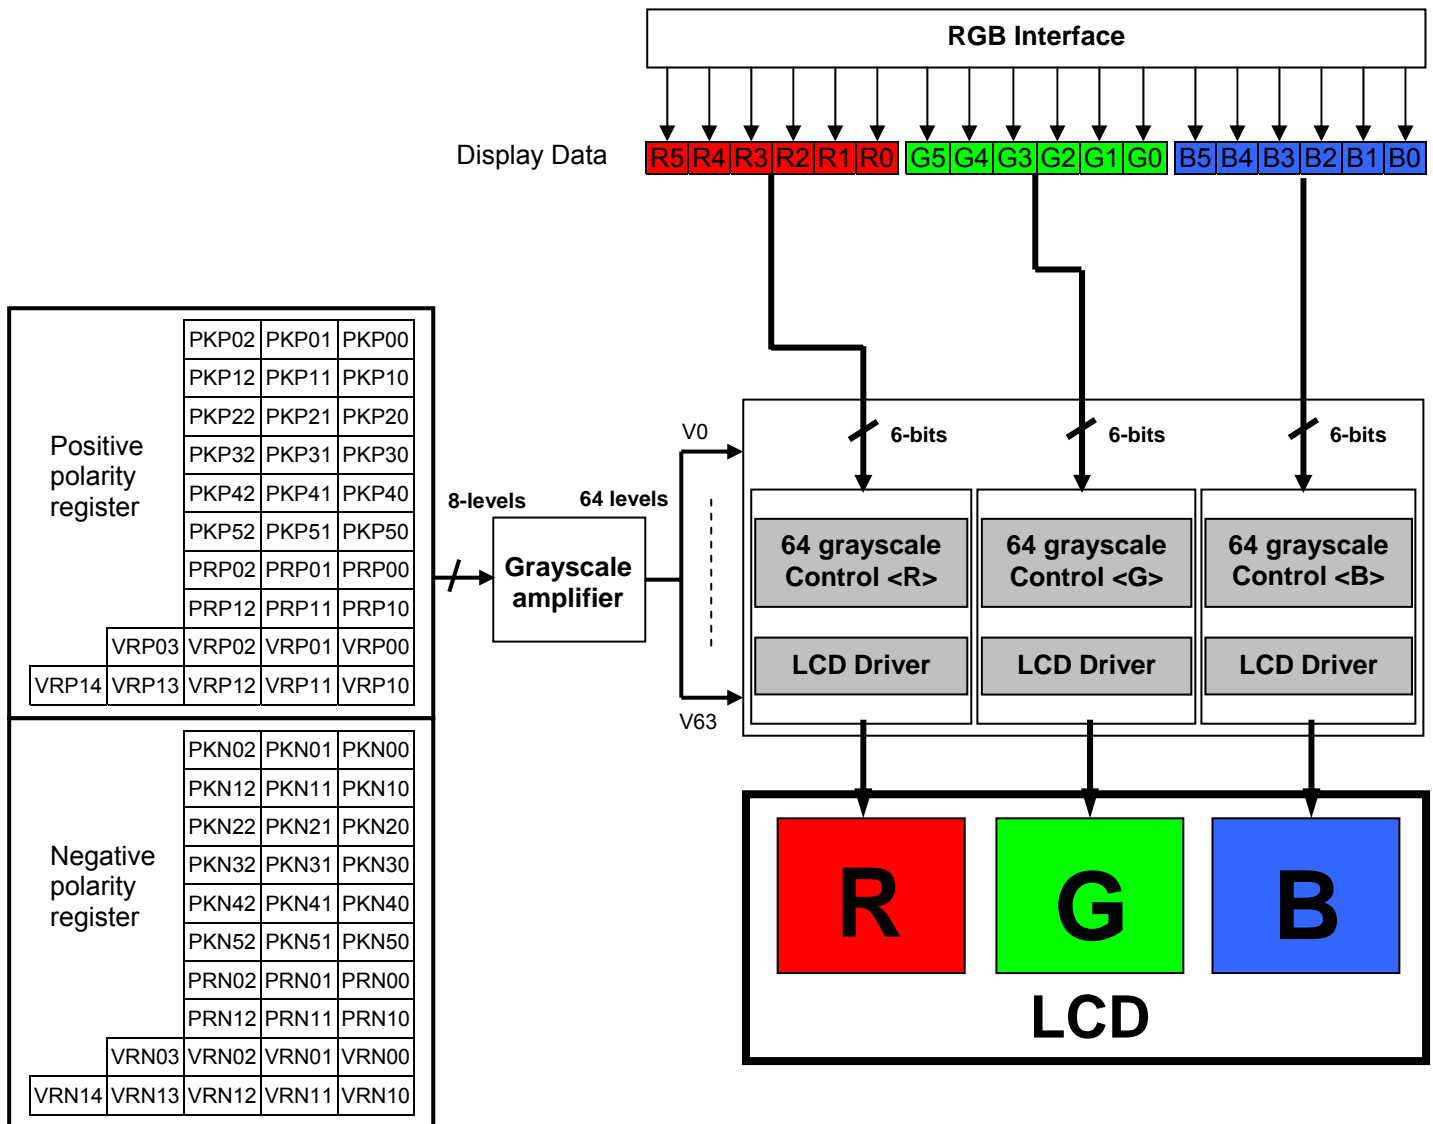 RGB Interface
Display Data
R5 R4 R3 R2 R1 R0 G5 G4 G3 G2 G1 G0 B5 B4 B3 B2 B1 B0
Positive
polarity
register
PKP02 PKP01 PKP00
PKP12 PKP11 PKP10
PKP22 PKP21 PKP20
PKP32 PKP31 PKP30
PKP42 PKP41 PKP40
PKP52 PKP51 PKP50
PRP02 PRP01 PRP00
PRP12 PRP11 PRP10
VRP03 VRP02 VRP01 VRP00
VRP14 VRP13 VRP12 VRP11 VRP10
Negative
polarity
register
PKN02 PKN01 PKN00
PKN12 PKN11 PKN10
PKN22 PKN21 PKN20
PKN32 PKN31 PKN30
PKN42 PKN41 PKN40
PKN52 PKN51 PKN50
PRN02 PRN01 PRN00
PRN12 PRN11 PRN10
VRN03 VRN02 VRN01 VRN00
VRN14 VRN13 VRN12 VRN11 VRN10
8-levels
Grayscale
amplifier
64 levels
V0
V63
6-bits
6-bits
6-bits
64 grayscale
Control <R>
LCD Driver
64 grayscale
Control <G>
LCD Driver
64 grayscale
Control <B>
LCD Driver
R
G
B
LCD